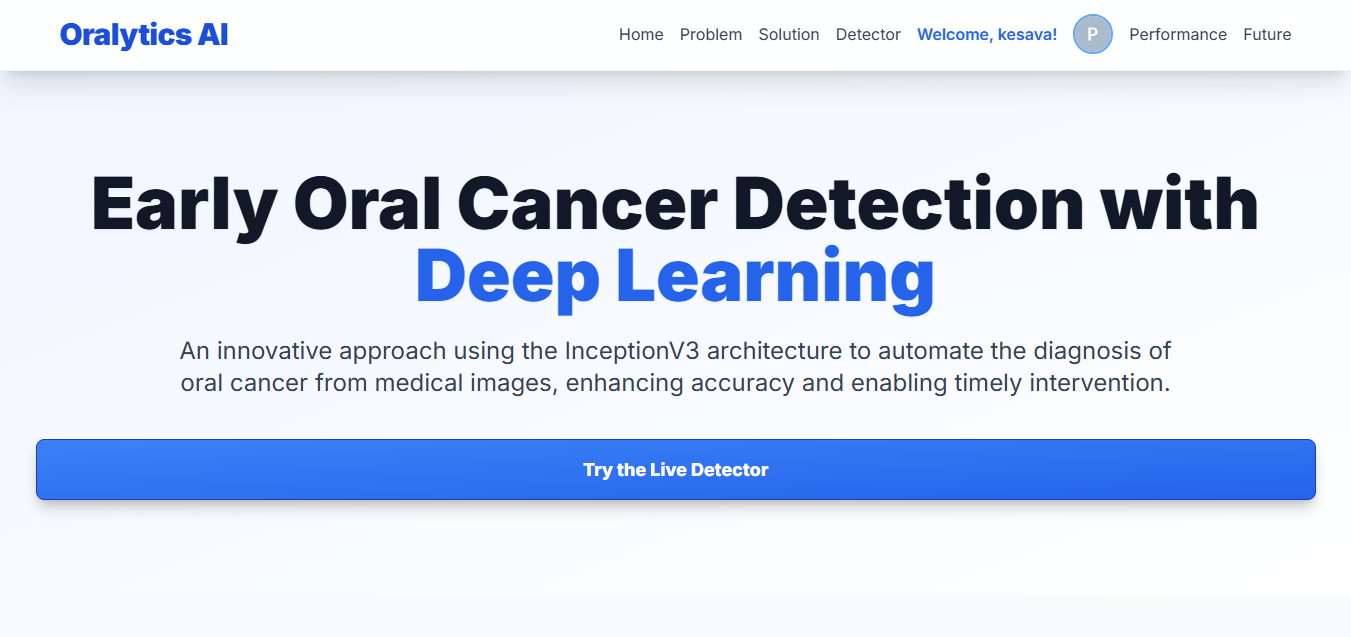 Oralytics AI
Home Problem Solution Detector Welcome, kesava! P Performance Future
Early Oral Cancer Detection with
Deep Learning
An innovative approach using the InceptionV3 architecture to automate the diagnosis of
oral cancer from medical images, enhancing accuracy and enabling timely intervention.
Try the Live Detector